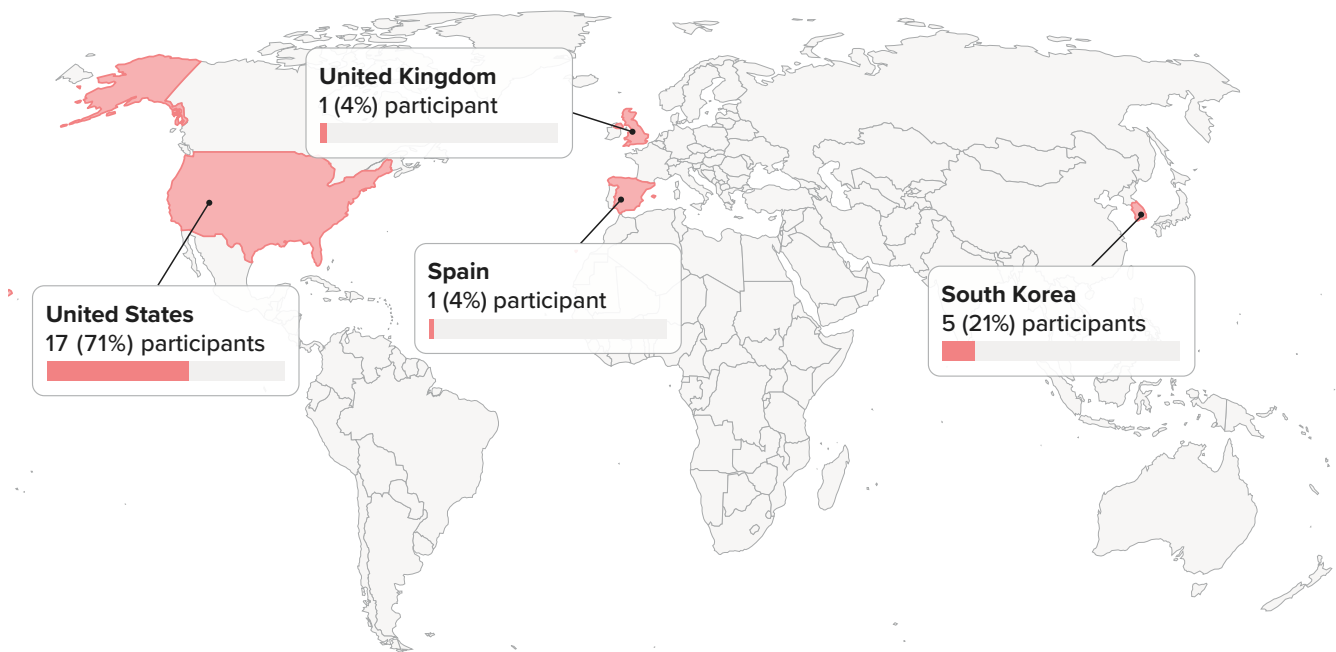 United Kingdom
1 (4%) participant
Spain
1 (4%) participant
South Korea
5 (21%) participants
United States
17 (71%) participants